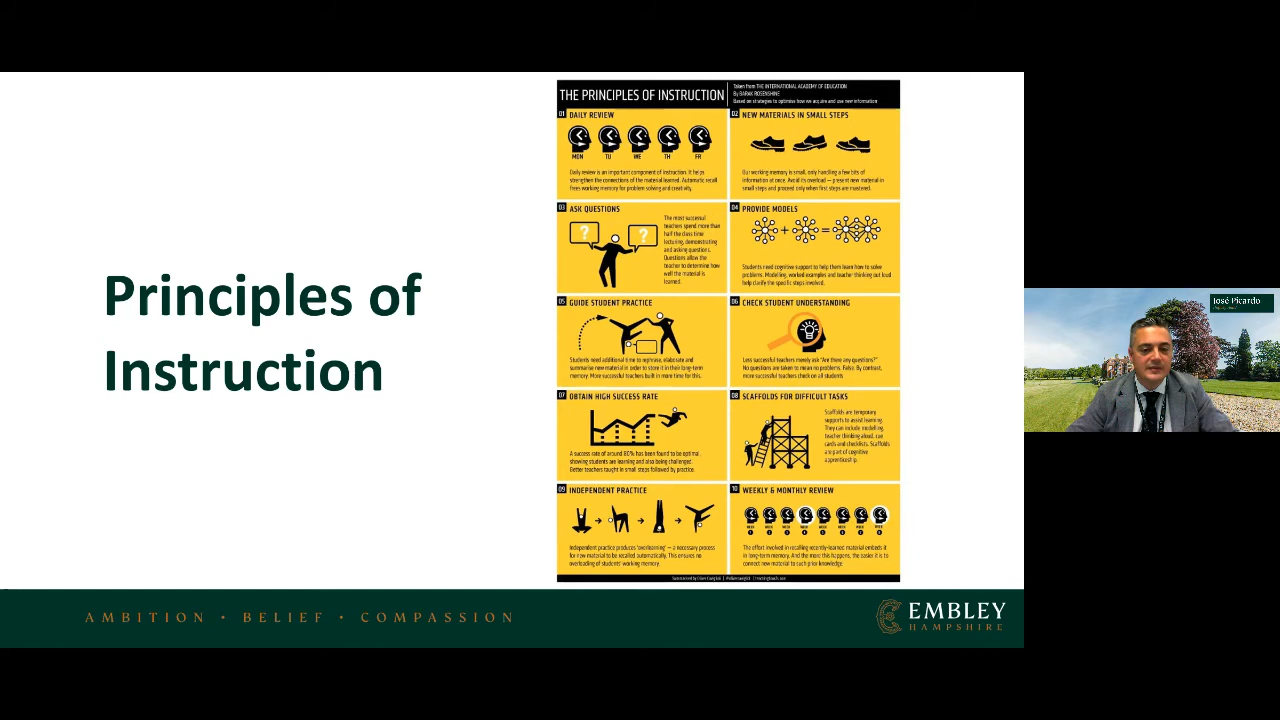 Principles of
Instruction
THE PRINCIPLES OF INSTRUCTION
Taken from THE INTERNATIONAL ACADEMY OF EDUCATION
By BARAK ROSENSHINE
Based on strategies to optimise how we acquire and use new information
01 DAILY REVIEW
MON TU WE TH FR
Daily review is an important component of instruction. It helps
strengthen the connections of the material learned. Automatic recall
frees working memory for problem solving and creativity.
02 NEW MATERIALS IN SMALL STEPS
Our working memory is small, only handling a few bits of
information at once. Avoid its overload — present new material in
small steps and proceed only when first steps are mastered.
03 ASK QUESTIONS
? ?
The most successful
teachers spend more than
half the class time
lecturing, demonstrating
and asking questions.
Questions allow the
teacher to determine how
well the material is
learned.
04 PROVIDE MODELS
+ =
Students need cognitive support to help them learn how to solve
problems. Modelling, worked examples and teacher thinking out loud
help clarify the specific steps involved.
05 GUIDE STUDENT PRACTICE
Students need additional time to rephrase, elaborate and
summarise new material in order to store it in their long-term
memory. More successful teachers built in more time for this.
06 CHECK STUDENT UNDERSTANDING
Less successful teachers merely ask "Are there any questions?"
No questions are taken to mean no problems. False. By contrast,
more successful teachers check on all students
07 OBTAIN HIGH SUCCESS RATE
A success rate of around 80% has been found to be optimal,
showing students are learning and also being challenged.
Better teachers taught in small steps followed by practice.
08 SCAFFOLDS FOR DIFFICULT TASKS
Scaffolds are temporary
supports to assist learning.
They can include modelling,
teacher thinking aloud, cue
cards and checklists. Scaffolds
are part of cognitive
apprenticeship.
09 INDEPENDENT PRACTICE
Independent practice produces 'overlearning' — a necessary process
for new material to be recalled automatically. This ensures no
overloading of students' working memory.
10 WEEKLY & MONTHLY REVIEW
WEEK WEEK WEEK WEEK WEEK WEEK WEEK WEEK
The effort involved in recalling recently-learned material embeds it
in long-term memory. And the more this happens, the easier it is to
connect new material to such prior knowledge
AMBITION • BELIEF • COMPASSION
EMBLEY
HAMPSHIRE
José Picardo